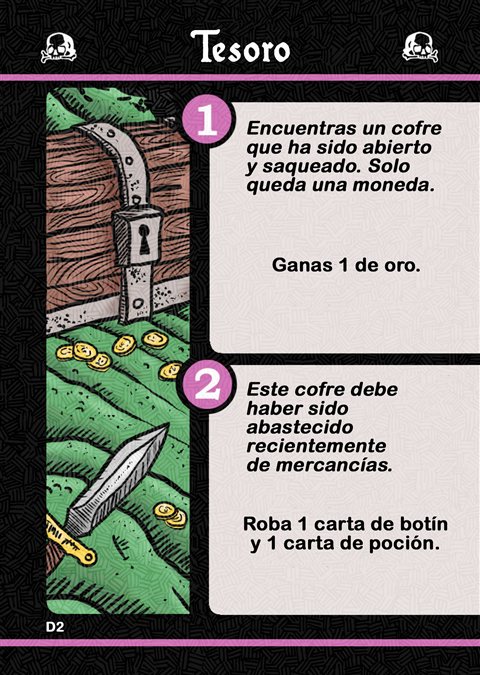 Tesoro
1
Encuentras un cofre
que ha sido abierto
y saqueado. Solo
queda una moneda.
Ganas 1 de oro.
2
Este cofre debe
haber sido
abastecido
recientemente
de mercancías.
Roba 1 carta de botín
y 1 carta de poción.
D2